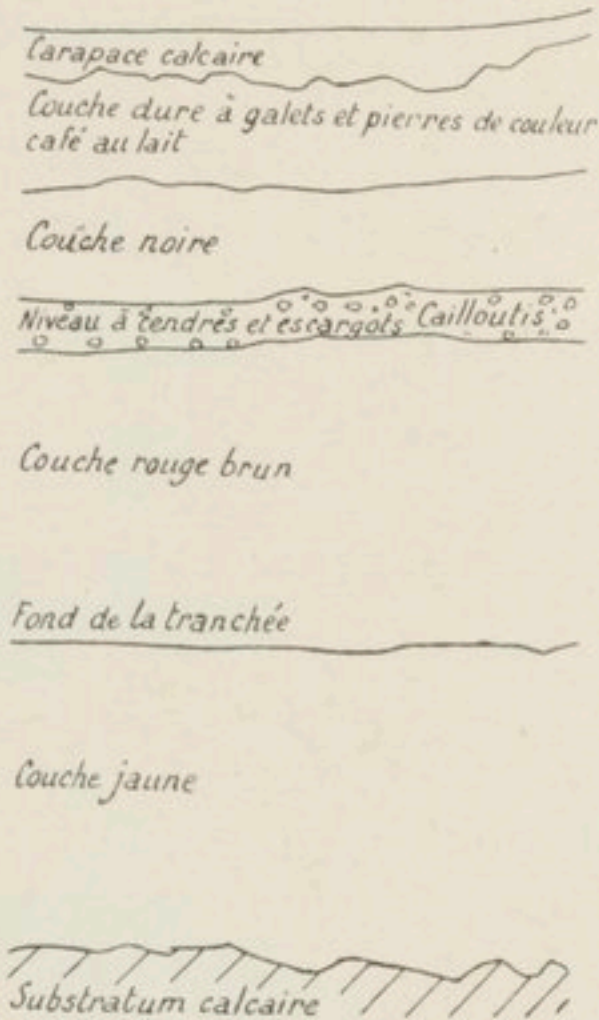 Carapace calcaire
Couche dure à galets et pierres de couleur
café au lait
Couche noire
Niveau à cendres et escargots Cailloutis
Couche rouge brun
Fond de la tranchée
Couche jaune
Substratum calcaire